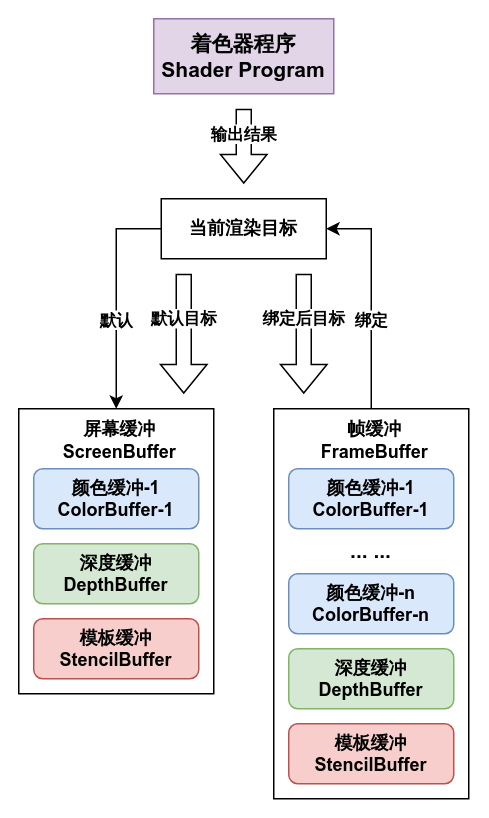 着色器程序
Shader Program
输出结果
当前渲染目标
默认
默认目标
绑定后目标
绑定
屏幕缓冲
ScreenBuffer
颜色缓冲-1
ColorBuffer-1
深度缓冲
DepthBuffer
模板缓冲
StencilBuffer
帧缓冲
FrameBuffer
颜色缓冲-1
ColorBuffer-1
... ...
颜色缓冲-n
ColorBuffer-n
深度缓冲
DepthBuffer
模板缓冲
StencilBuffer